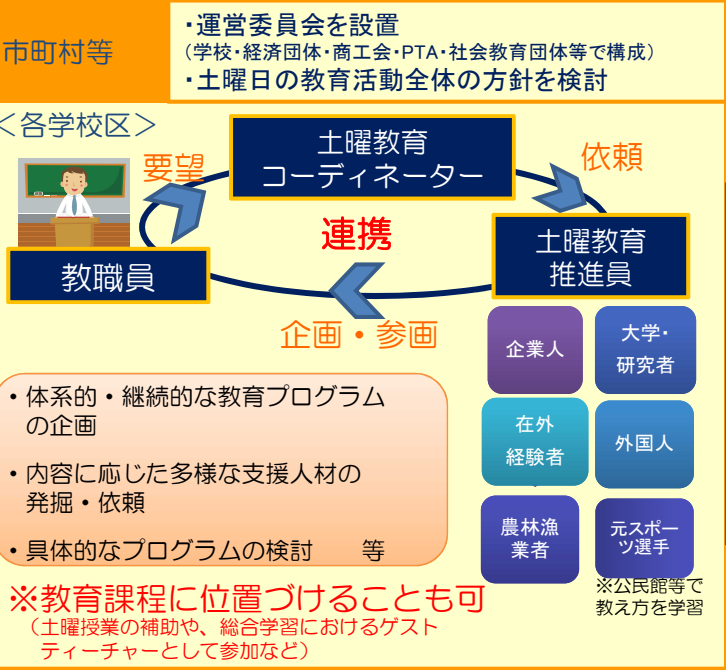 市町村等
・運営委員会を設置
(学校・経済団体・商工会・PTA・社会教育団体等で構成)
・土曜日の教育活動全体の方針を検討
<各学校区>
要望
土曜教育
コーディネーター
依頼
連携
教職員
土曜教育
推進員
企画・参画
企業人
大学・
研究者
在外
経験者
外国人
農林漁
業者
元スポー
ツ選手
※公民館等で
教え方を学習
・体系的・継続的な教育プログラム
の企画
・内容に応じた多様な支援人材の
発掘・依頼
・具体的なプログラムの検討　等
※教育課程に位置づけることも可
(土曜授業の補助や、総合学習におけるゲスト
ティーチャーとして参加など)